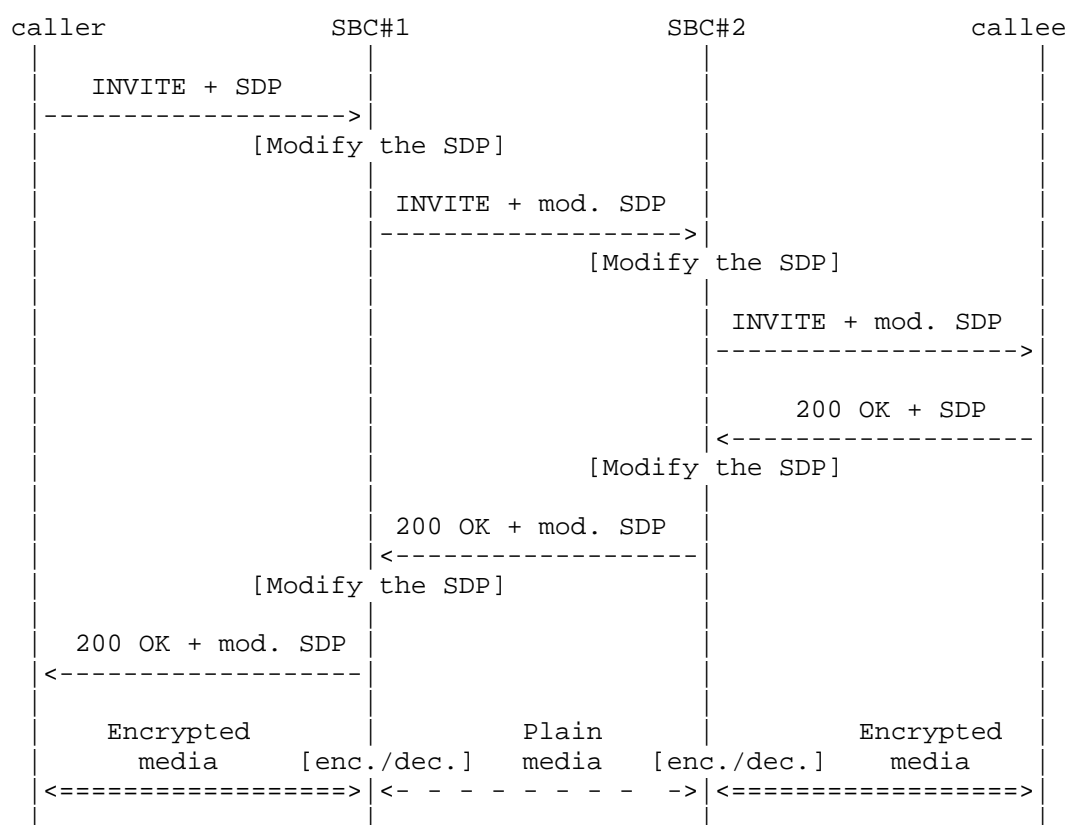 caller SBC#1 SBC#2 callee
INVITE + SDP
[Modify the SDP]
INVITE + mod. SDP
[Modify the SDP]
INVITE + mod. SDP
200 OK + SDP
[Modify the SDP]
200 OK + mod. SDP
[Modify the SDP]
200 OK + mod. SDP
Encrypted Plain Encrypted
media [enc./dec.] media [enc./dec.] media